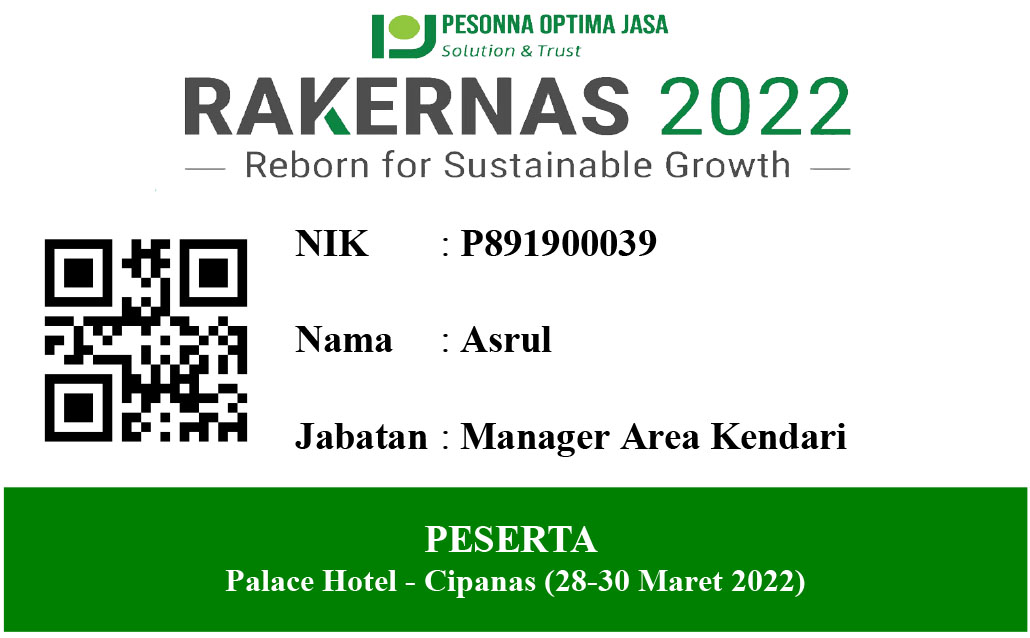 PESONNA OPTIMA JASA
Solution & Trust
RAKERNAS 2022
Reborn for Sustainable Growth
NIK : P891900039
Nama : Asrul
Jabatan : Manager Area Kendari
PESERTA
Palace Hotel - Cipanas (28-30 Maret 2022)